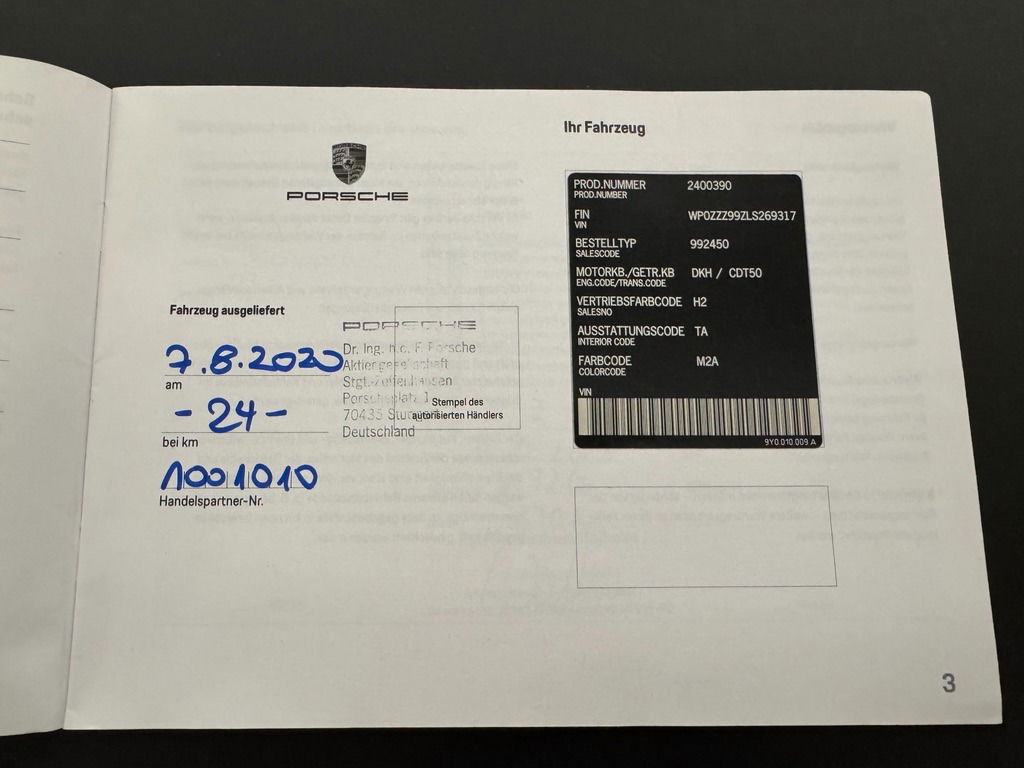 PORSCHE
Fahrzeug ausgeliefert
7.8.2020
am
- 24 -
bei km
1001010
Handelspartner-Nr.
PORSCHE
Dr. Ing. h.c. F. Porsche
Aktiengesellschaft
Stgt.-Zuffenhausen
Porscheplatz 1
70435 Stuttgart
Deutschland
Stempel des
autorisierten Händlers
Ihr Fahrzeug
PROD.NUMMER 2400390
PROD.NUMBER
FIN WP0ZZZ99ZLS269317
VIN
BESTELLTYP 992450
SALESCODE
MOTORKB./GETR.KB DKH / CDT50
ENG.CODE/TRANS.CODE
VERTRIEBSFARBCODE H2
SALESNO
AUSSTATTUNGSCODE TA
INTERIOR CODE
FARBCODE M2A
COLORCODE
VIN
9Y0.010.009 A
3